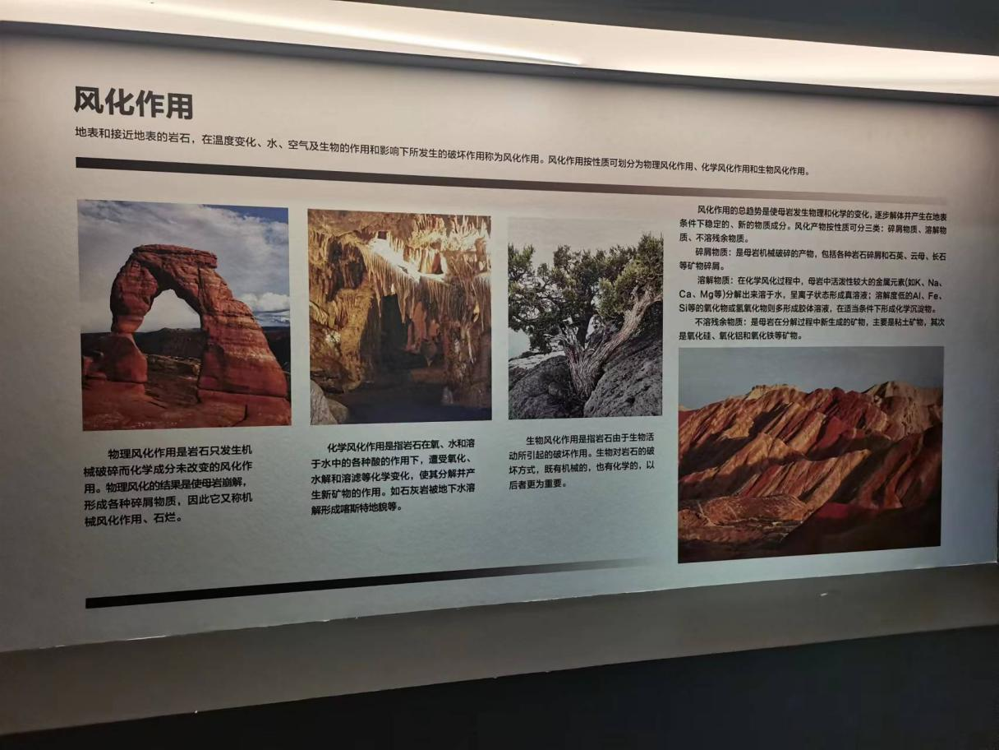 风化作用
地表和接近地表的岩石，在温度变化、水、空气及生物的作用和影响下所发生的破坏作用称为风化作用。风化作用按性质可划分为物理风化作用、化学风化作用和生物风化作用。
物理风化作用是岩石只发生机
械破碎而化学成分未改变的风化作
用。物理风化的结果是使母岩崩解，
形成各种碎屑物质，因此它又称机
械风化作用、石烂。
化学风化作用是指岩石在氧、水和溶
于水中的各种酸的作用下，遭受氧化、
水解和溶滤等化学变化，使其分解并产
生新矿物的作用。如石灰岩被地下水溶
解形成喀斯特地貌等。
生物风化作用是指岩石由于生物活
动所引起的破坏作用。生物对岩石的破
坏方式，既有机械的，也有化学的，以
后者更为重要。
风化作用的总趋势是使母岩发生物理和化学的变化，逐步解体并产生在地表
条件下稳定的、新的物质成分。风化产物按性质可分三类：碎屑物质、溶解物
质、不溶残余物质。
碎屑物质：是母岩机械破碎的产物，包括各种岩石碎屑和石英、云母、长石
等矿物碎屑。
溶解物质：在化学风化过程中，母岩中活泼性较大的金属元素(如K、Na、
Ca、Mg等)分解出来溶于水，呈离子状态形成真溶液；溶解度低的Al、Fe、
Si等的氧化物或氢氧化物则多形成胶体溶液，在适当条件下形成化学沉淀物。
不溶残余物质：是母岩在分解过程中新生成的矿物，主要是粘土矿物，其次
是氧化硅、氧化铝和氧化铁等矿物。